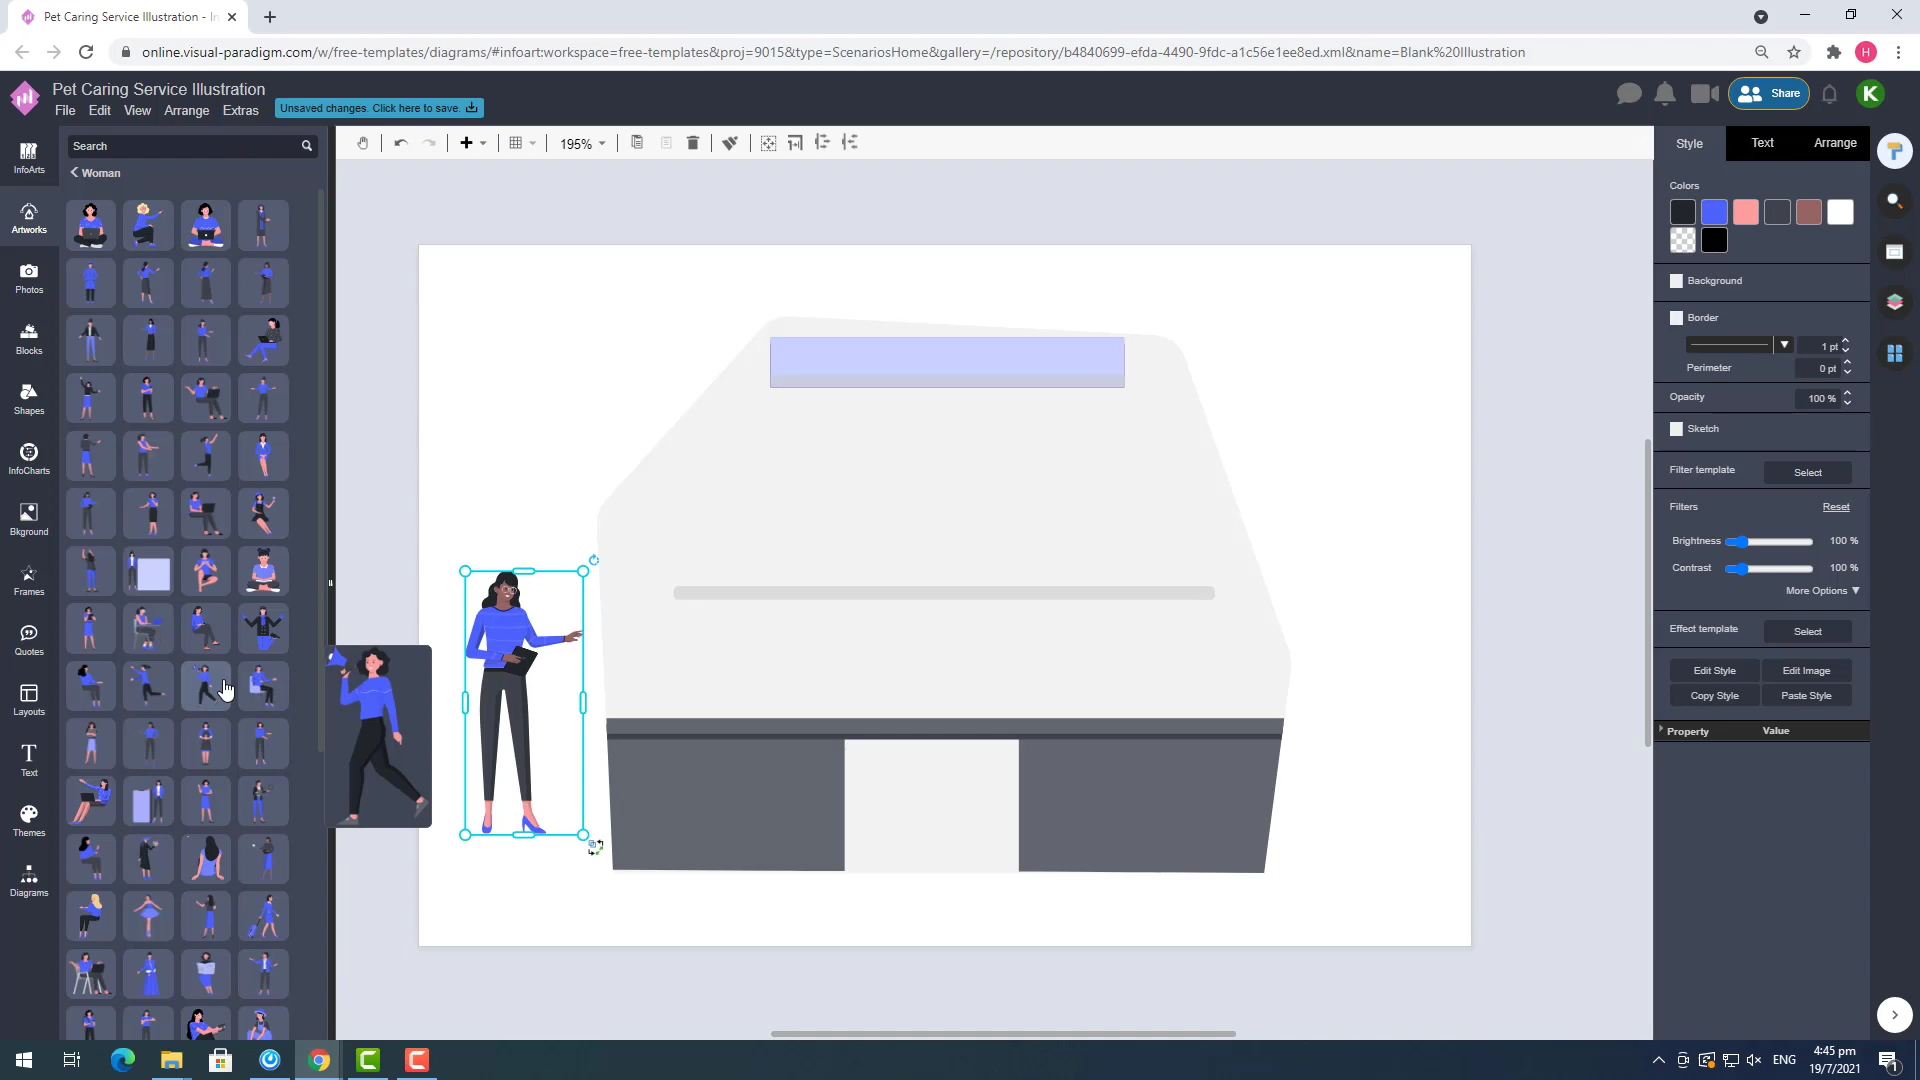 Pet Caring Service Illustration - In
online.visual-paradigm.com/w/free-templates/diagrams/#infoart:workspace=free-templates&proj=9015&type=ScenariosHome&gallery=/repository/b4840699-efda-4490-9fdc-a1c56e1ee8ed.xml&name=Blank%20Illustration
H
Pet Caring Service Illustration
File Edit View Arrange Extras
Unsaved changes. Click here to save.
Share
K
InfoArts
Artworks
Photos
Blocks
Shapes
InfoCharts
Bkground
Frames
Quotes
Layouts
T
Text
Themes
Diagrams
Search
Woman
195%
Style Text Arrange
Colors
Background
Border
1 pt
Perimeter 0 pt
Opacity 100 %
Sketch
Filter template Select
Filters Reset
Brightness 100 %
Contrast 100 %
More Options
Effect template Select
Edit Style Edit Image
Copy Style Paste Style
Property Value
ENG
4:45 pm
19/7/2021
1